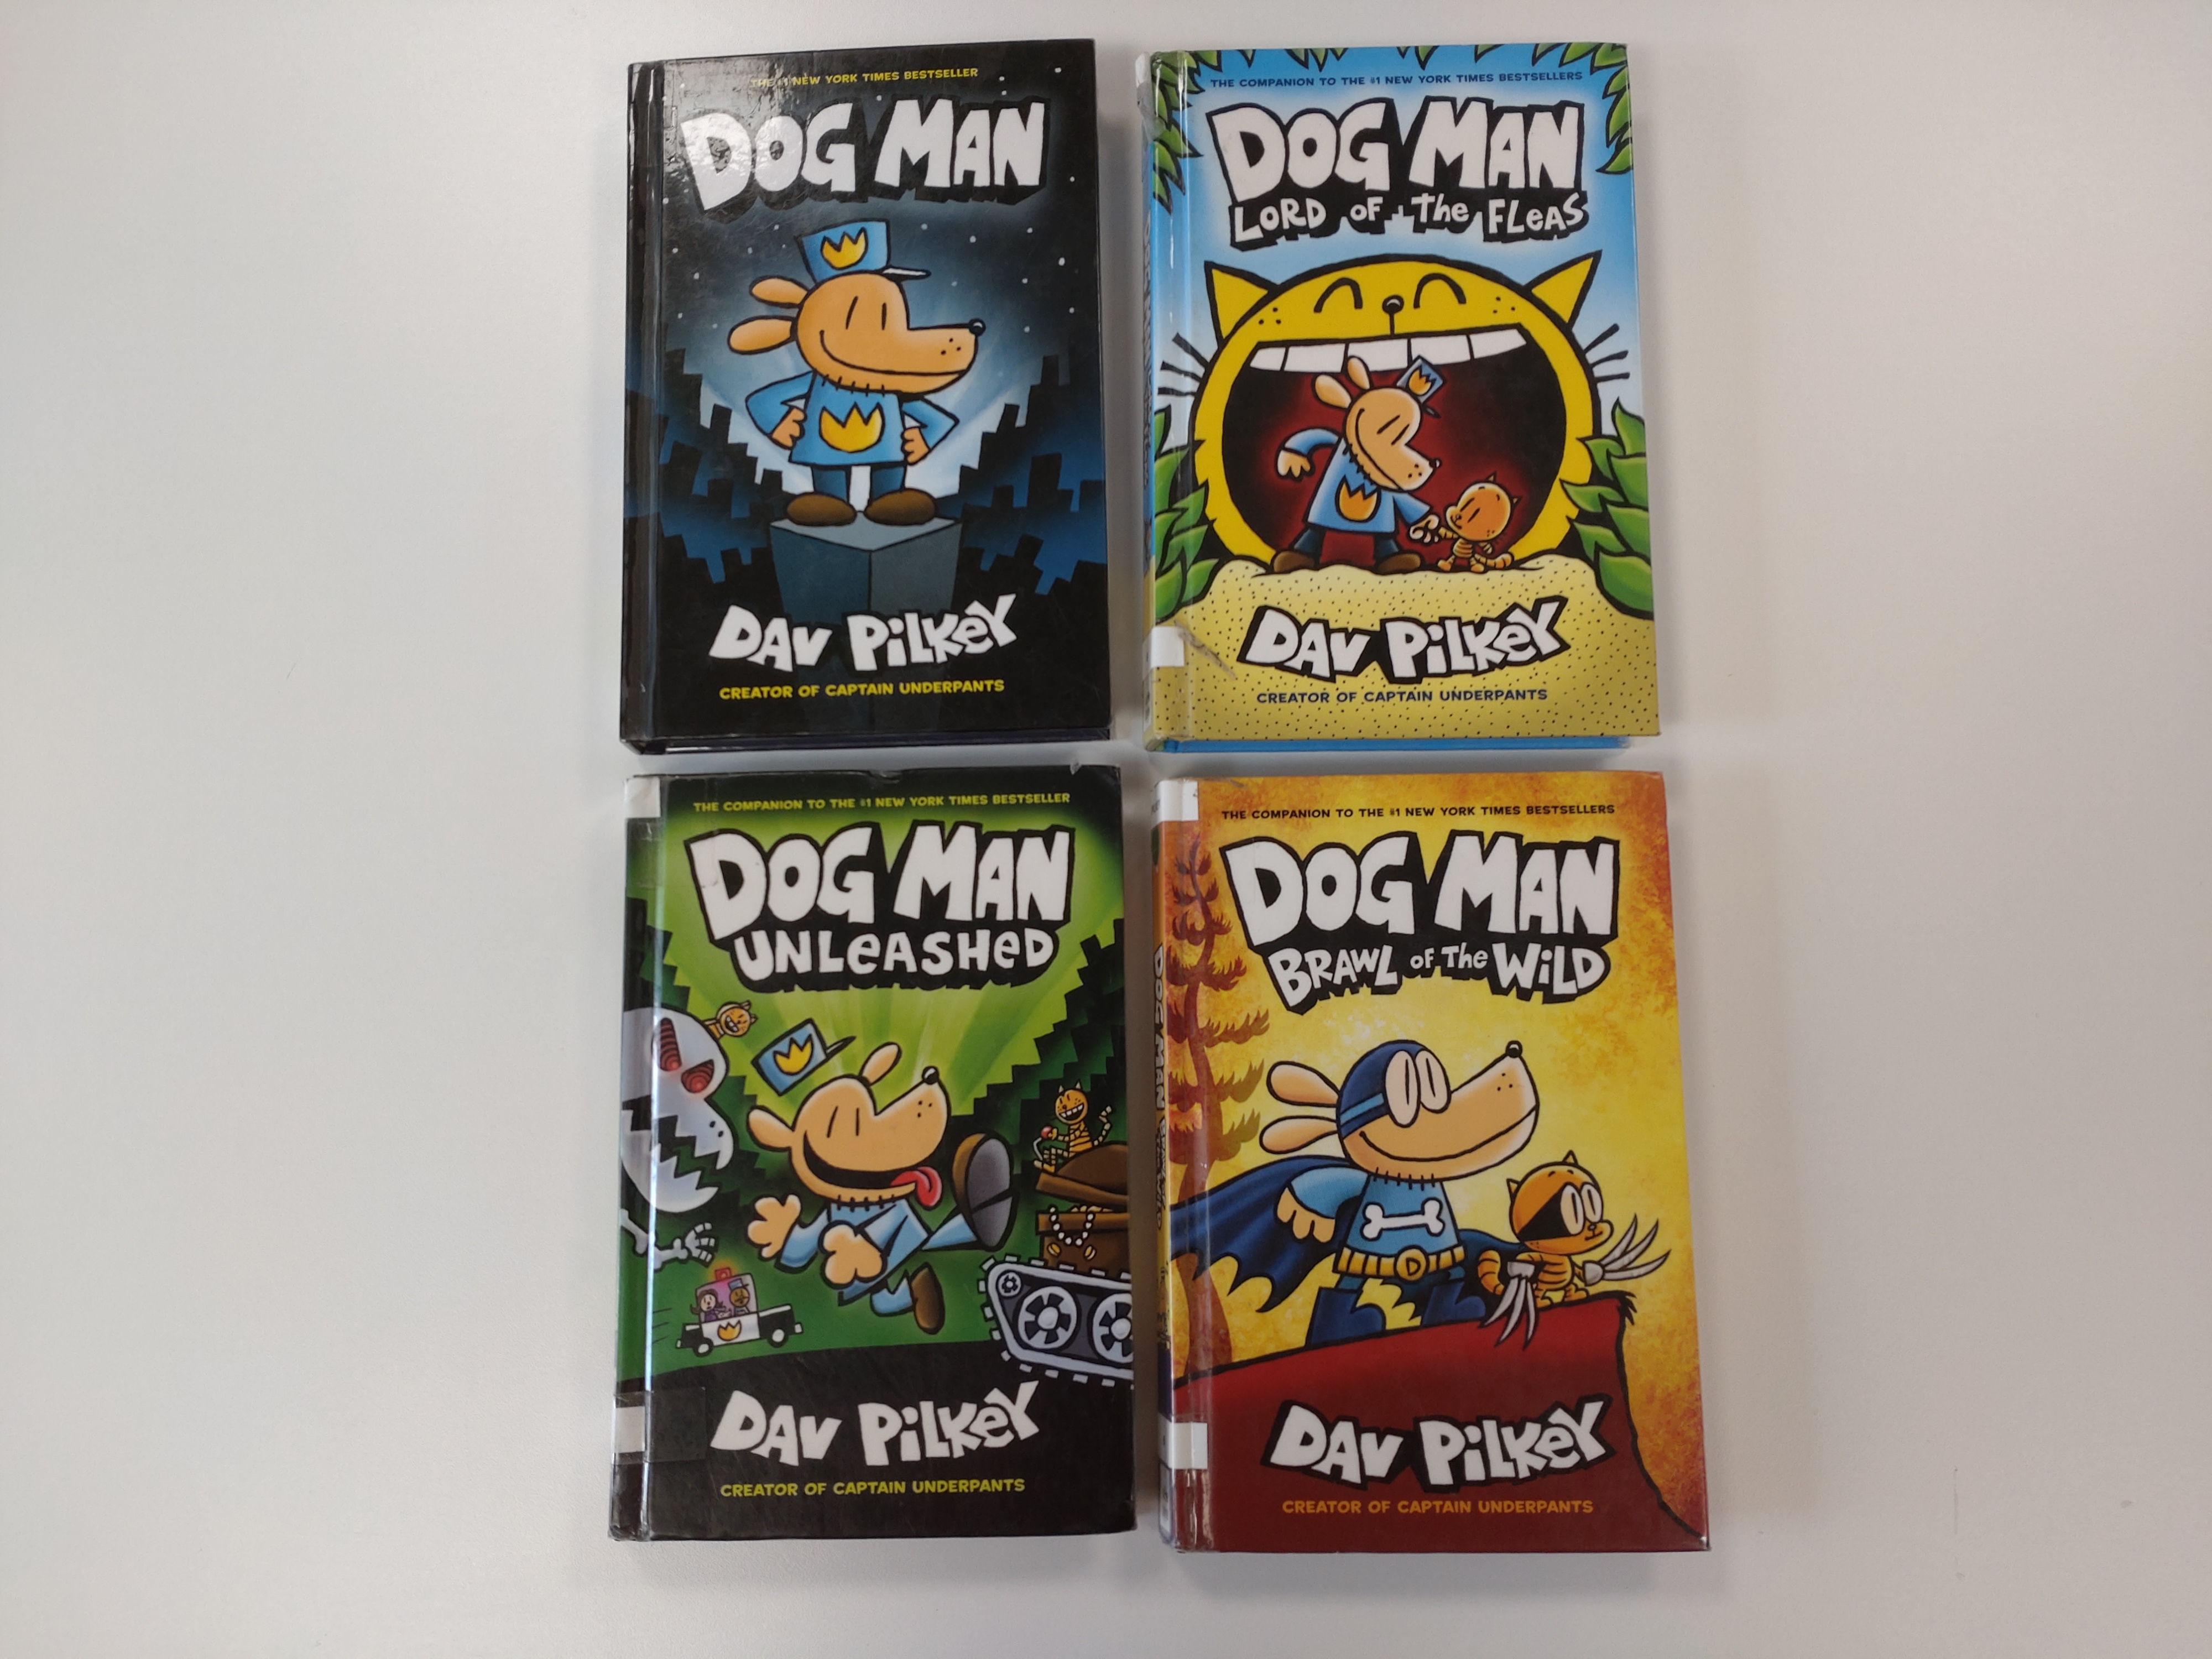 THE #1 NEW YORK TIMES BESTSELLER
DOG MAN
DAV PILKEY
CREATOR OF CAPTAIN UNDERPANTS
THE COMPANION TO THE #1 NEW YORK TIMES BESTSELLERS
DOG MAN
LORD OF THE FLEAS
DAV PILKEY
CREATOR OF CAPTAIN UNDERPANTS
THE COMPANION TO THE #1 NEW YORK TIMES BESTSELLER
DOG MAN
UNLEASHED
DAV PILKEY
CREATOR OF CAPTAIN UNDERPANTS
THE COMPANION TO THE #1 NEW YORK TIMES BESTSELLERS
DOG MAN
BRAWL OF THE WILD
D
DAV PILKEY
CREATOR OF CAPTAIN UNDERPANTS
DOG MAN